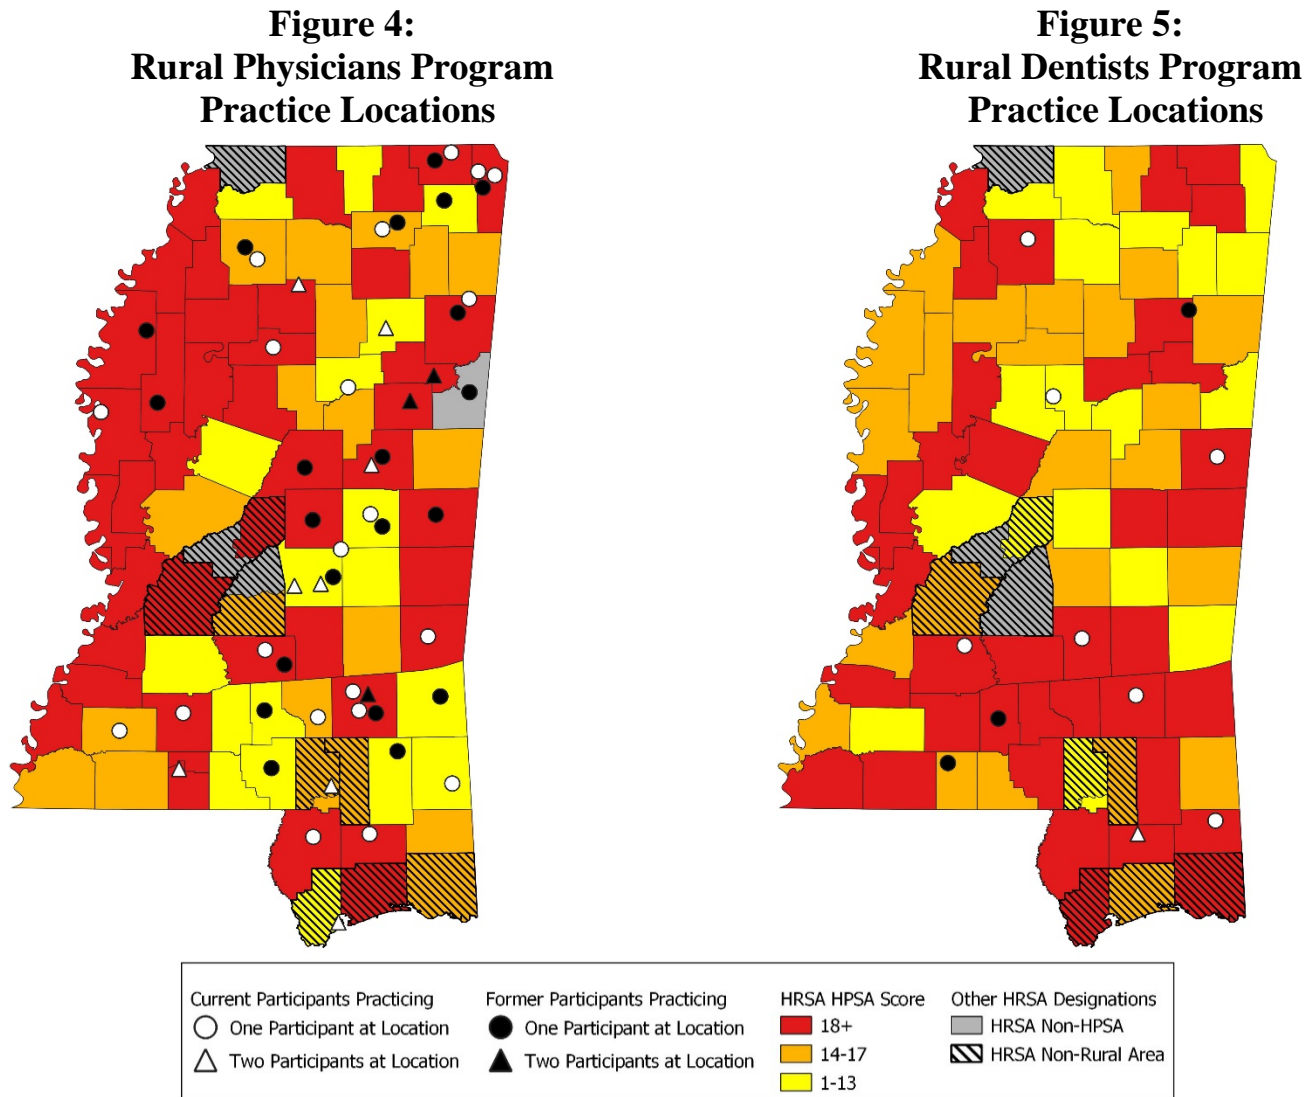 Figure 4:
Rural Physicians Program
Practice Locations
Figure 5:
Rural Dentists Program
Practice Locations
Current Participants Practicing
One Participant at Location
Two Participants at Location
Former Participants Practicing
One Participant at Location
Two Participants at Location
HRSA HPSA Score
18+
14-17
1-13
Other HRSA Designations
HRSA Non-HPSA
HRSA Non-Rural Area